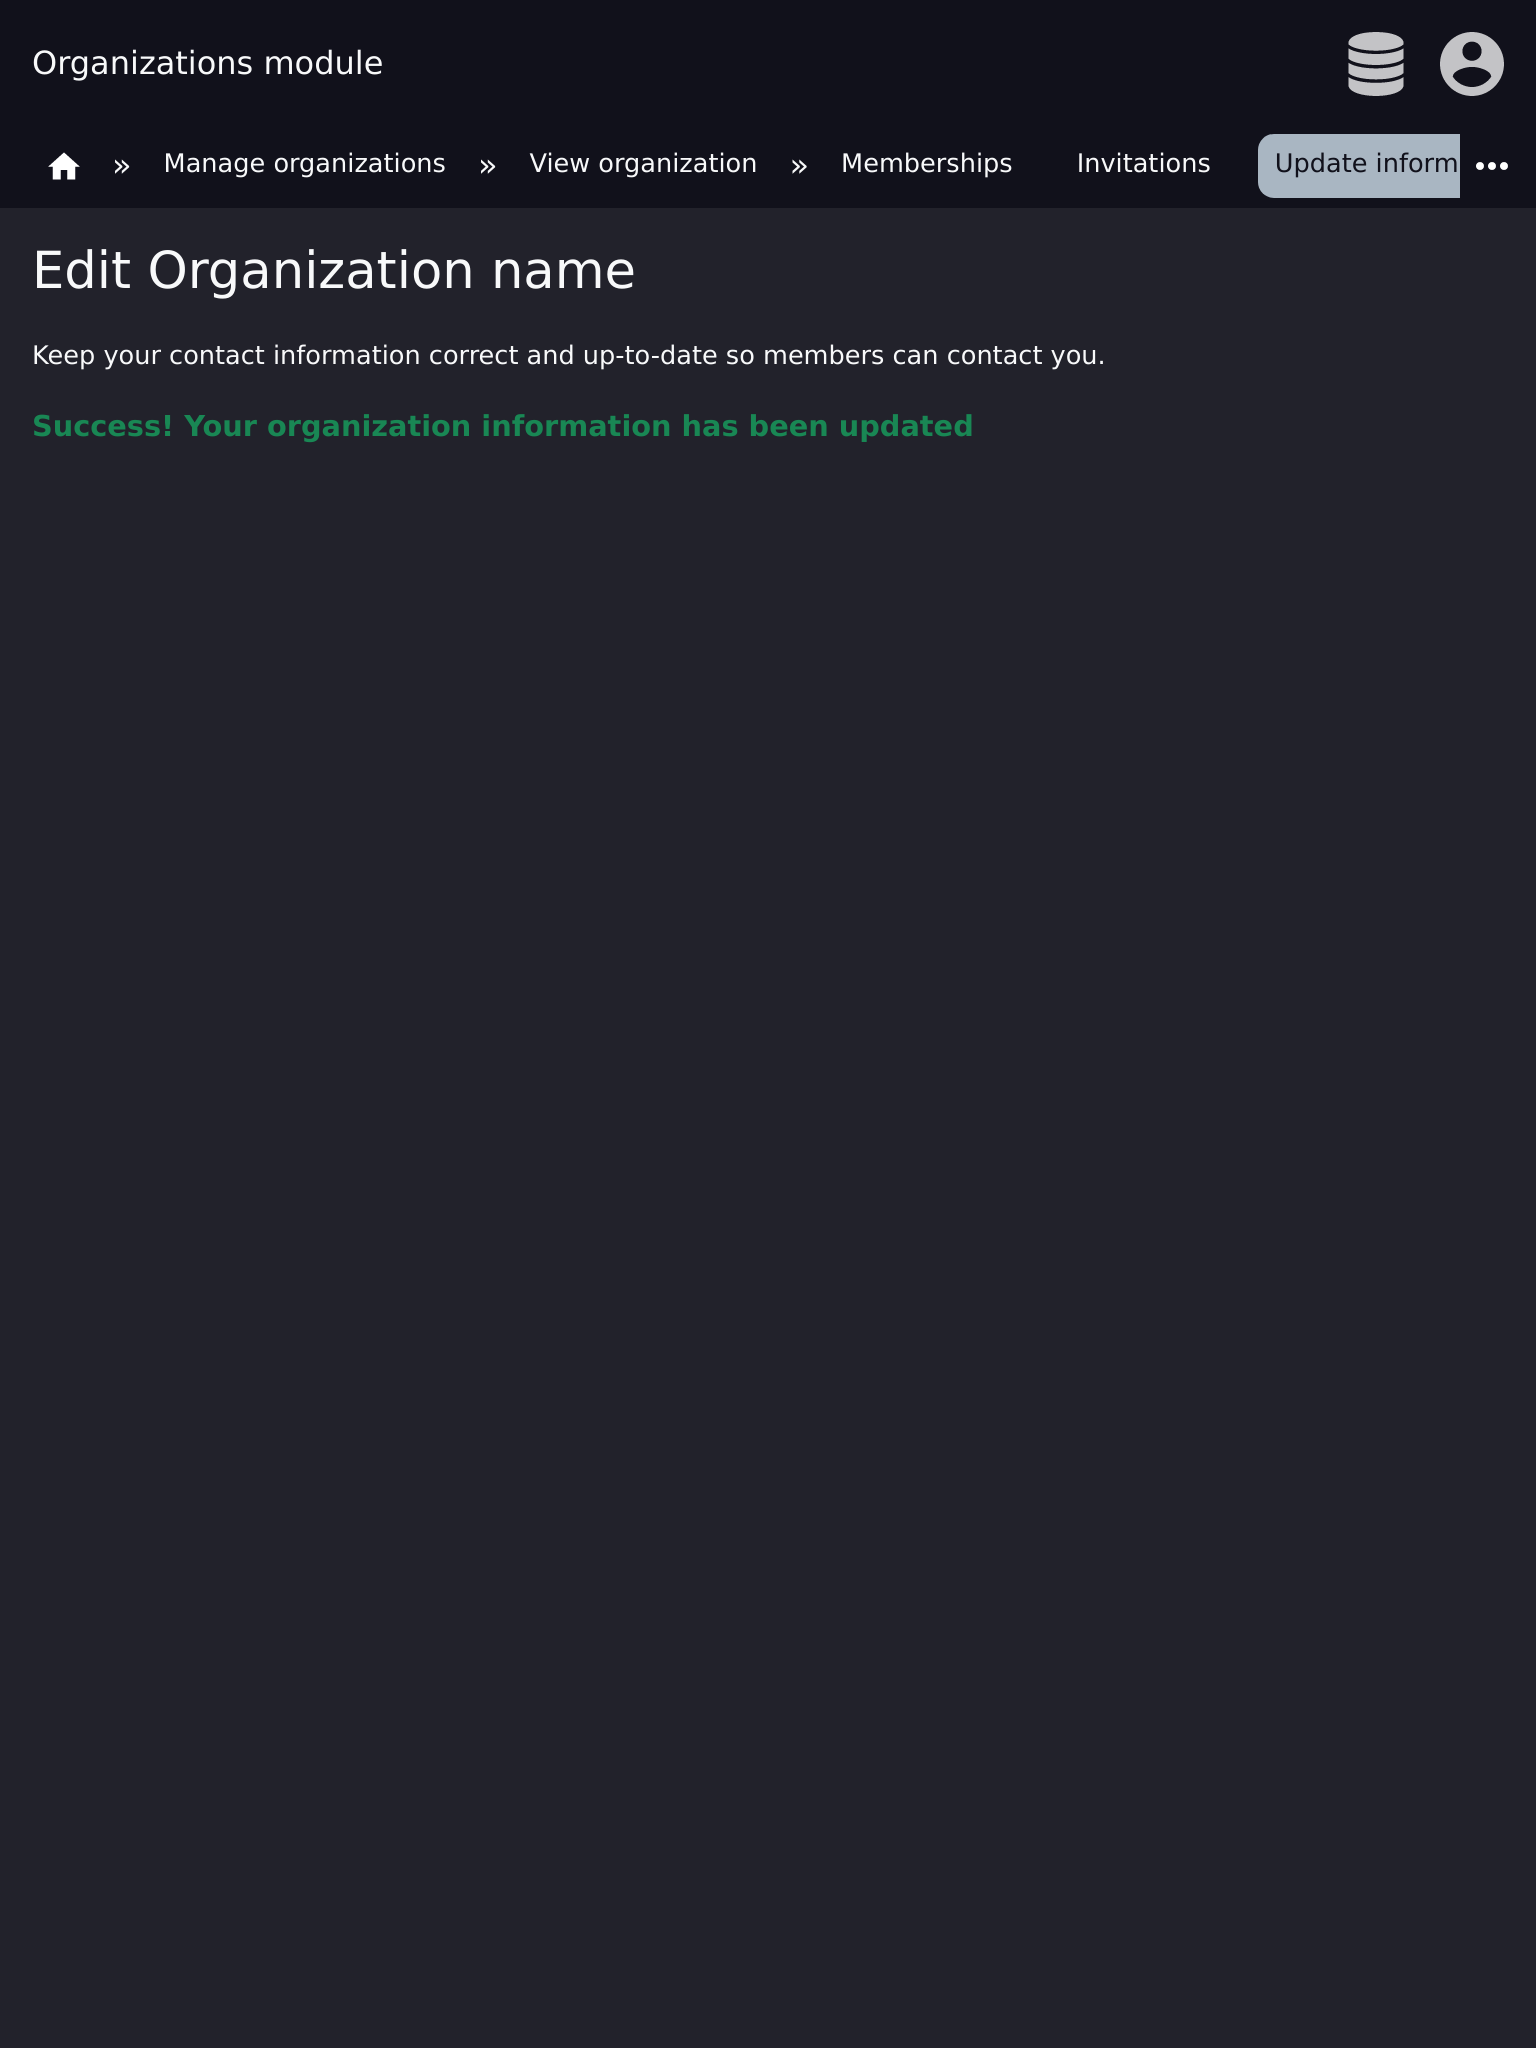 Organizations module
» Manage organizations » View organization » Memberships Invitations Update inform
Edit Organization name
Keep your contact information correct and up-to-date so members can contact you.
Success! Your organization information has been updated